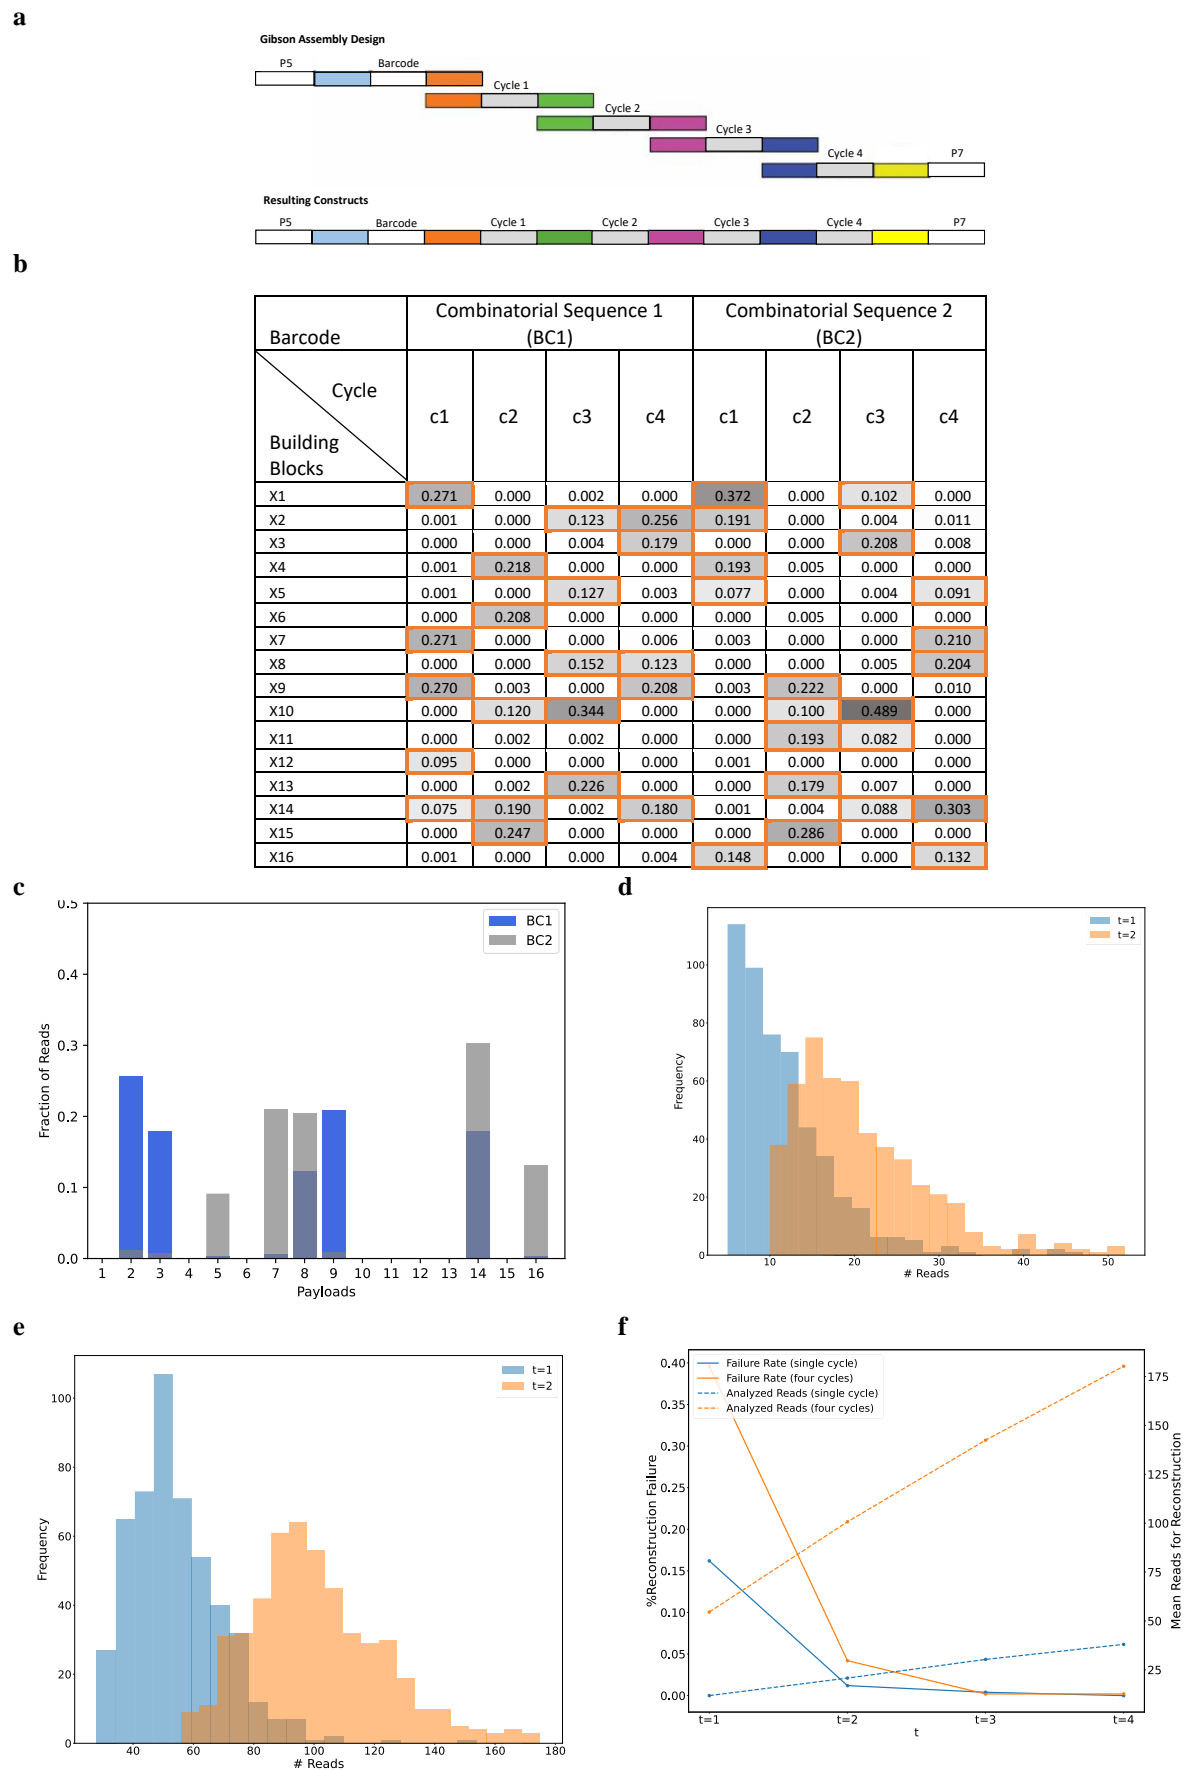 a
Gibson Assembly Design
P5 Barcode
Cycle 1
Cycle 2
Cycle 3
Cycle 4 P7
Resulting Constructs
P5 Barcode Cycle 1 Cycle 2 Cycle 3 Cycle 4 P7
b
Barcode Combinatorial Sequence 1 (BC1) Combinatorial Sequence 2 (BC2)
Cycle
Building Blocks c1 c2 c3 c4 c1 c2 c3 c4
X1 0.271 0.000 0.002 0.000 0.372 0.000 0.102 0.000
X2 0.001 0.000 0.123 0.256 0.191 0.000 0.004 0.011
X3 0.000 0.000 0.004 0.179 0.000 0.000 0.208 0.008
X4 0.001 0.218 0.000 0.000 0.193 0.005 0.000 0.000
X5 0.001 0.000 0.127 0.003 0.077 0.000 0.004 0.091
X6 0.000 0.208 0.000 0.000 0.000 0.005 0.000 0.000
X7 0.271 0.000 0.000 0.006 0.003 0.000 0.000 0.210
X8 0.000 0.000 0.152 0.123 0.000 0.000 0.005 0.204
X9 0.270 0.003 0.000 0.208 0.003 0.222 0.000 0.010
X10 0.000 0.120 0.344 0.000 0.000 0.100 0.489 0.000
X11 0.000 0.002 0.002 0.000 0.000 0.193 0.082 0.000
X12 0.095 0.000 0.000 0.000 0.001 0.000 0.000 0.000
X13 0.000 0.002 0.226 0.000 0.000 0.179 0.007 0.000
X14 0.075 0.190 0.002 0.180 0.001 0.004 0.088 0.303
X15 0.000 0.247 0.000 0.000 0.000 0.286 0.000 0.000
X16 0.001 0.000 0.000 0.004 0.148 0.000 0.000 0.132
c
0.5
0.4
0.3
0.2
0.1
0.0
Fraction of Reads
BC1
BC2
1 2 3 4 5 6 7 8 9 10 11 12 13 14 15 16
Payloads
d
100
80
60
40
20
0
Frequency
t=1
t=2
10 20 30 40 50
# Reads
e
100
80
60
40
20
0
Frequency
t=1
t=2
40 60 80 100 120 140 160 180
# Reads
f
0.40
0.35
0.30
0.25
0.20
0.15
0.10
0.05
0.00
%Reconstruction Failure
Failure Rate (single cycle)
Failure Rate (four cycles)
Analyzed Reads (single cycle)
Analyzed Reads (four cycles)
175
150
125
100
75
50
25
Mean Reads for Reconstruction
t=1 t=2 t=3 t=4
t